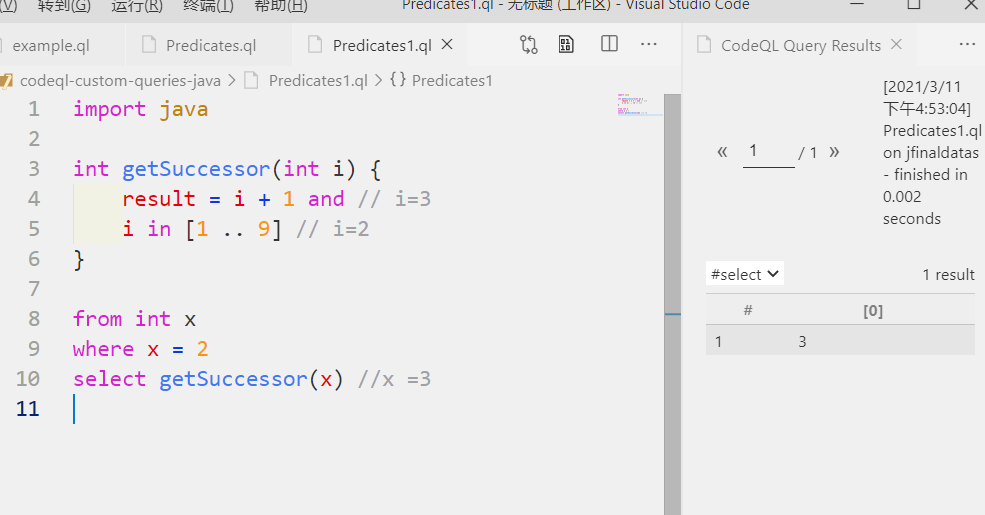 (V) 转到(G) 运行(R) 终端(T) 帮助(H) Predicates1.ql - 无标题 (工作区) - Visual Studio Code
example.ql Predicates.ql Predicates1.ql CodeQL Query Results
codeql-custom-queries-java > Predicates1.ql > {} Predicates1
1 import java
2
3 int getSuccessor(int i) {
4     result = i + 1 and // i=3
5     i in [1 .. 9] // i=2
6 }
7
8 from int x
9 where x = 2
10 select getSuccessor(x) //x =3
11
« 1 / 1 »
[2021/3/11
下午4:53:04]
Predicates1.ql
on jfinaldatas
- finished in
0.002
seconds
#select 1 result
# [0]
1 3